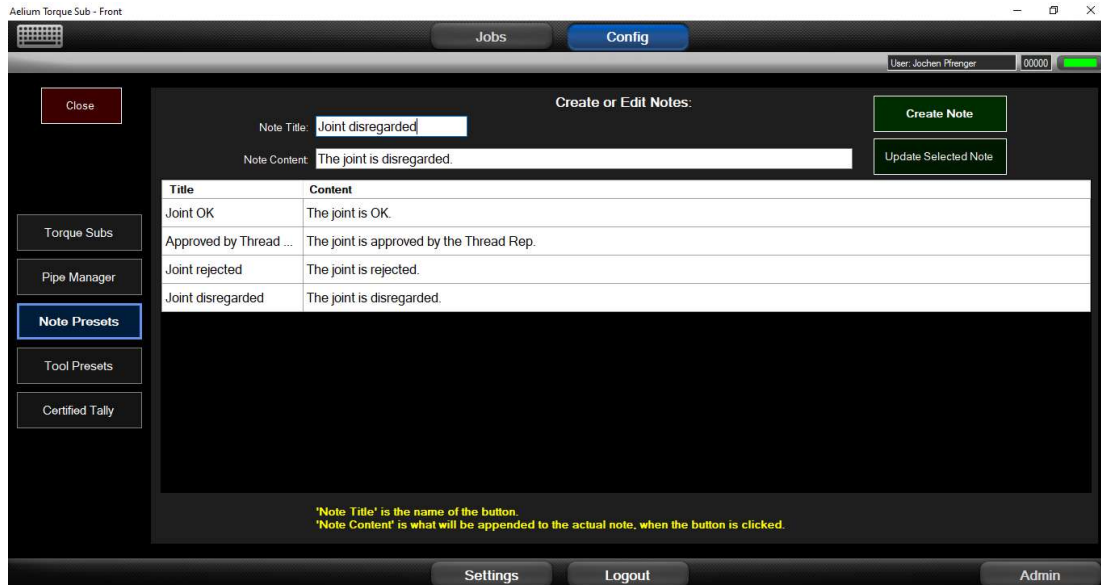 Aelium Torque Sub - Front
Jobs
Config
User: Jochen Pfrenger
00000
Close
Create or Edit Notes:
Note Title:
Joint disregarded
Create Note
Note Content:
The joint is disregarded.
Update Selected Note
Title Content
Joint OK The joint is OK.
Approved by Thread ... The joint is approved by the Thread Rep.
Joint rejected The joint is rejected.
Joint disregarded The joint is disregarded.
Torque Subs
Pipe Manager
Note Presets
Tool Presets
Certified Tally
'Note Title' is the name of the button.
'Note Content' is what will be appended to the actual note, when the button is clicked.
Settings
Logout
Admin